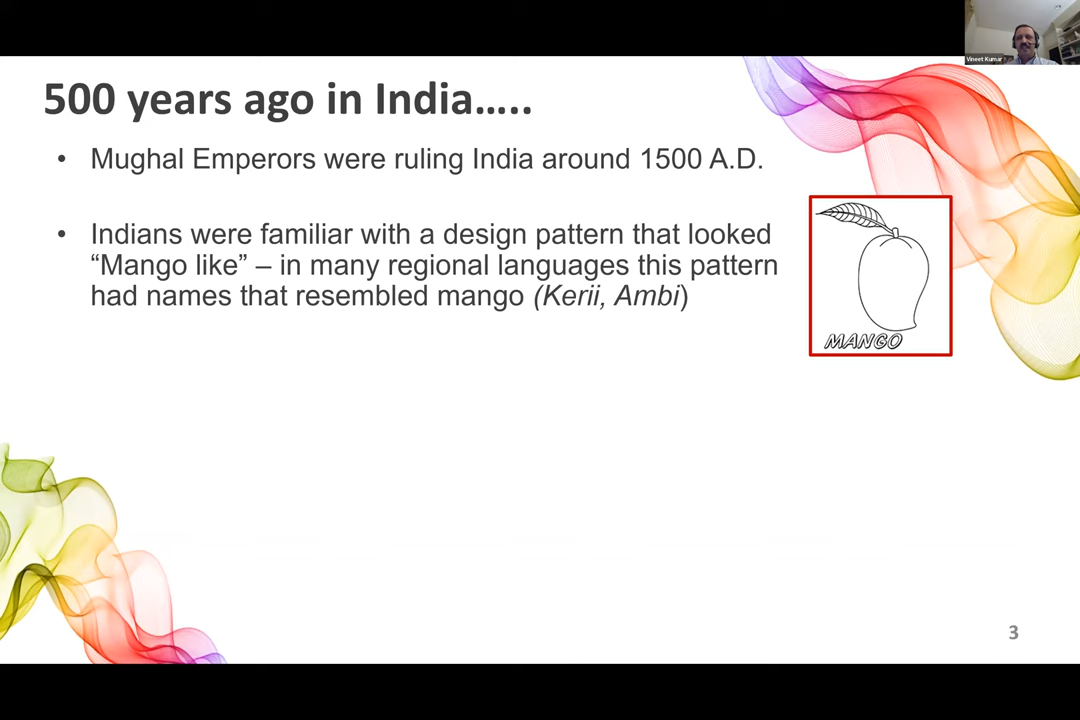 Vineet Kumar
500 years ago in India…..
• Mughal Emperors were ruling India around 1500 A.D.
• Indians were familiar with a design pattern that looked
“Mango like” – in many regional languages this pattern
had names that resembled mango (Kerii, Ambi)
MANGO
3